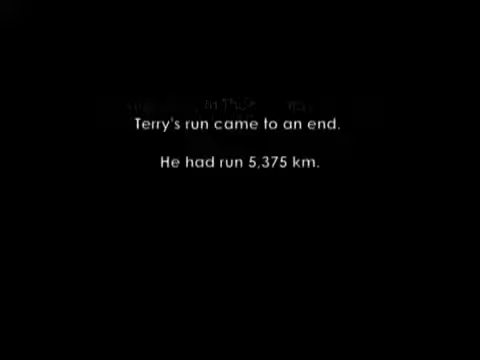 Terry's run came to an end.
He had run 5,375 km.